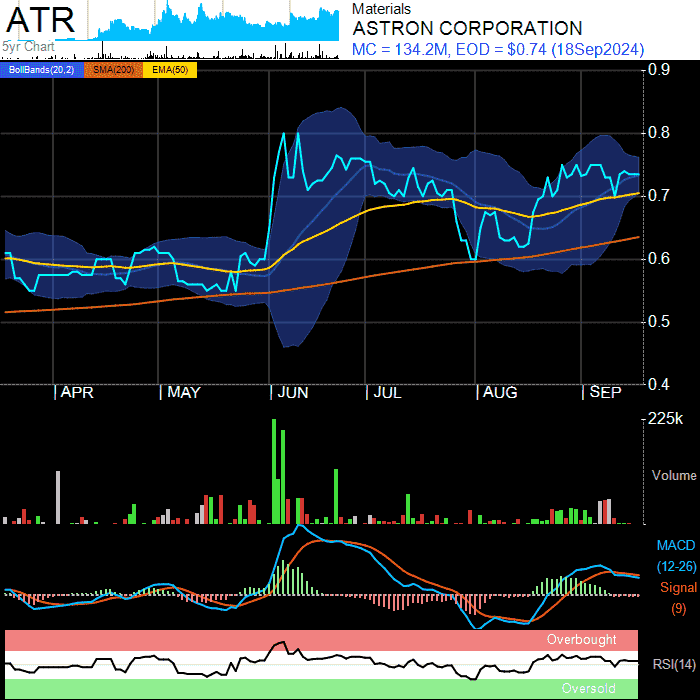 ATR
5yr Chart
Materials
ASTRON CORPORATION
MC = 134.2M, EOD = $0.74 (18Sep2024)
BollBands(20,2) SMA(200) EMA(50)
0.9
0.8
0.7
0.6
0.5
0.4
APR MAY JUN JUL AUG SEP
225k
Volume
MACD
(12-26)
Signal
(9)
Overbought
RSI(14)
Oversold